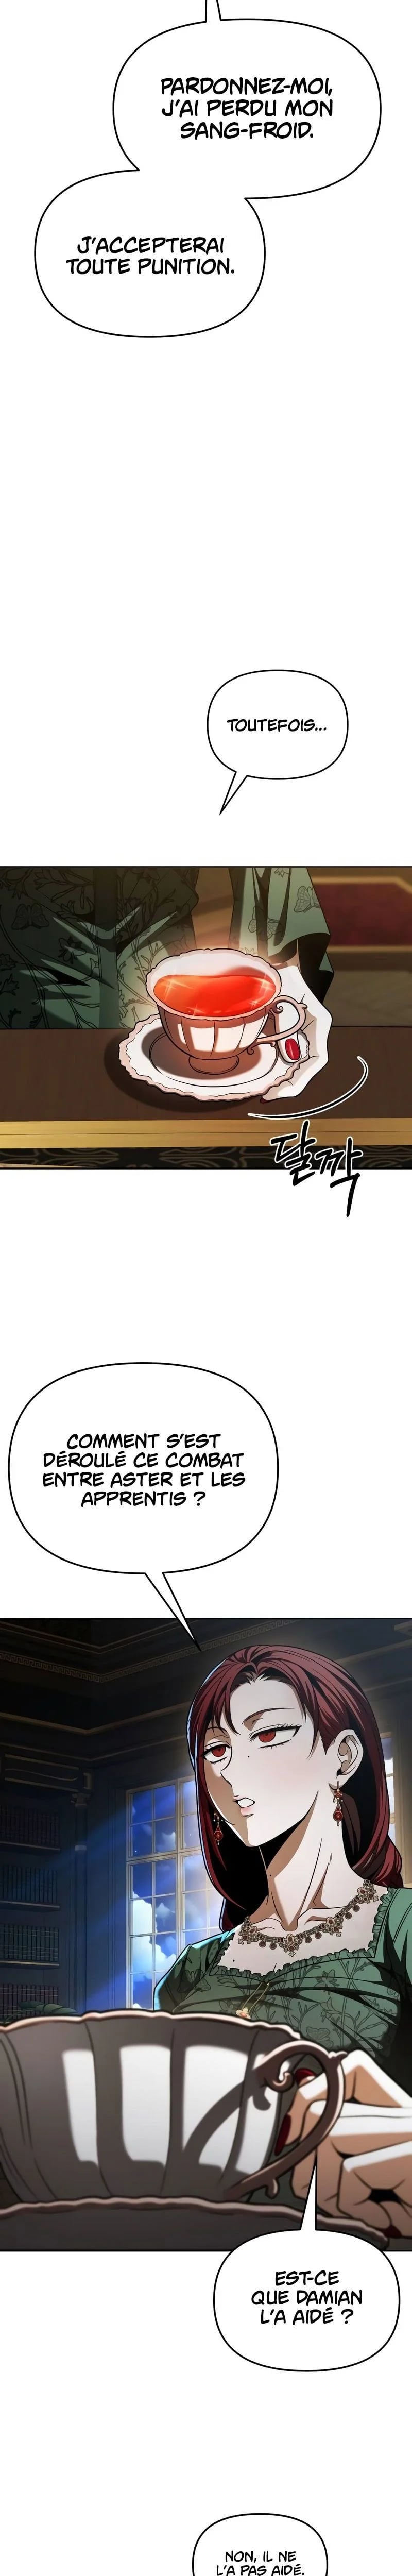 PARDONNEZ-MOI,
J'AI PERDU MON
SANG-FROID.
J'ACCEPTERAI
TOUTE PUNITION.
TOUTEFOIS...
달깍
COMMENT S'EST
DÉROULÉ CE COMBAT
ENTRE ASTER ET LES
APPRENTIS ?
EST-CE
QUE DAMIAN
L'A AIDÉ ?
NON, IL NE
L'A PAS AIDÉ.